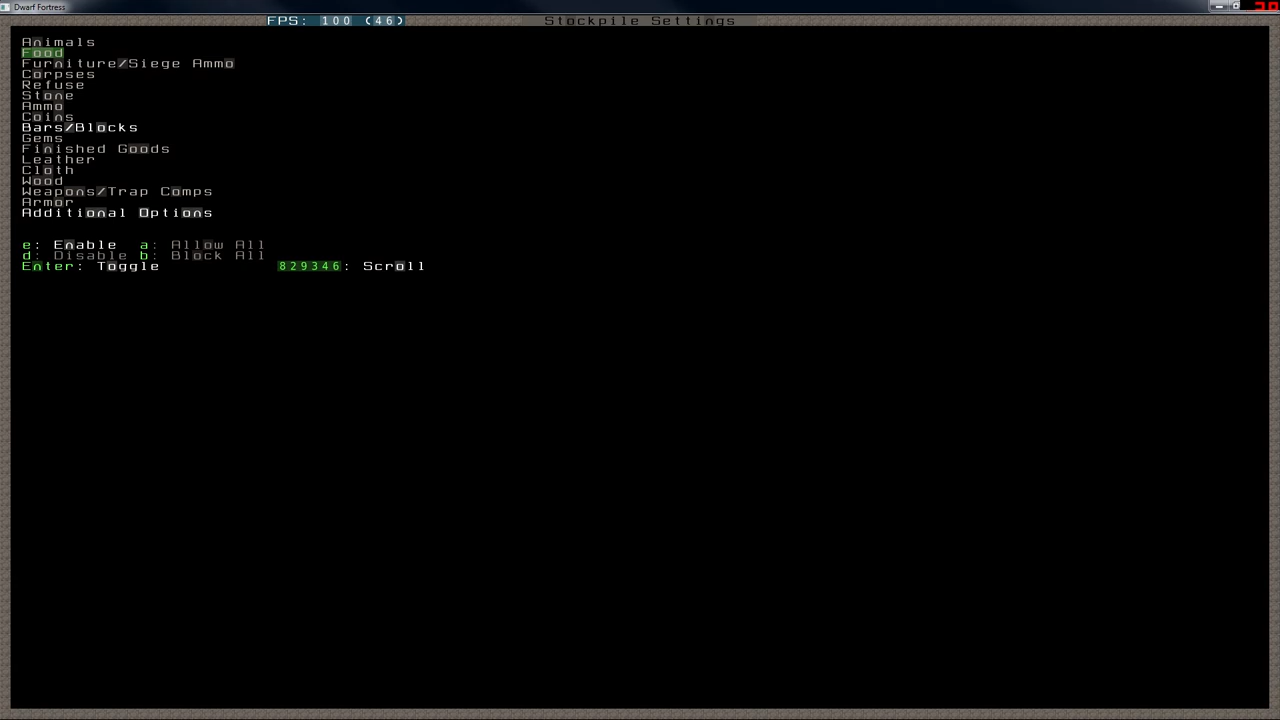 Dwarf Fortress
FPS: 100 (46) Stockpile Settings
Animals
Food
Furniture/Siege Ammo
Corpses
Refuse
Stone
Ammo
Coins
Bars/Blocks
Gems
Finished Goods
Leather
Cloth
Wood
Weapons/Trap Comps
Armor
Additional Options
e: Enable a: Allow All
d: Disable b: Block All
Enter: Toggle 829346: Scroll